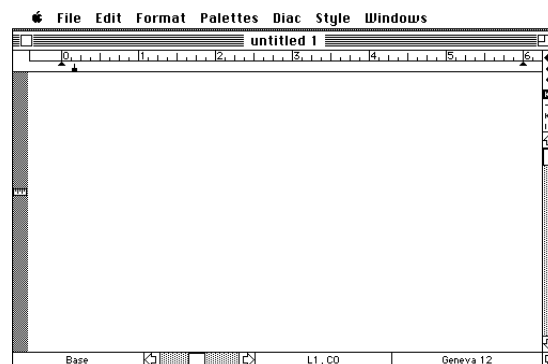 File Edit Format Palettes Diac Style Windows
untitled 1
0 1 2 3 4 5 6
Base L1, C0 Geneva 12